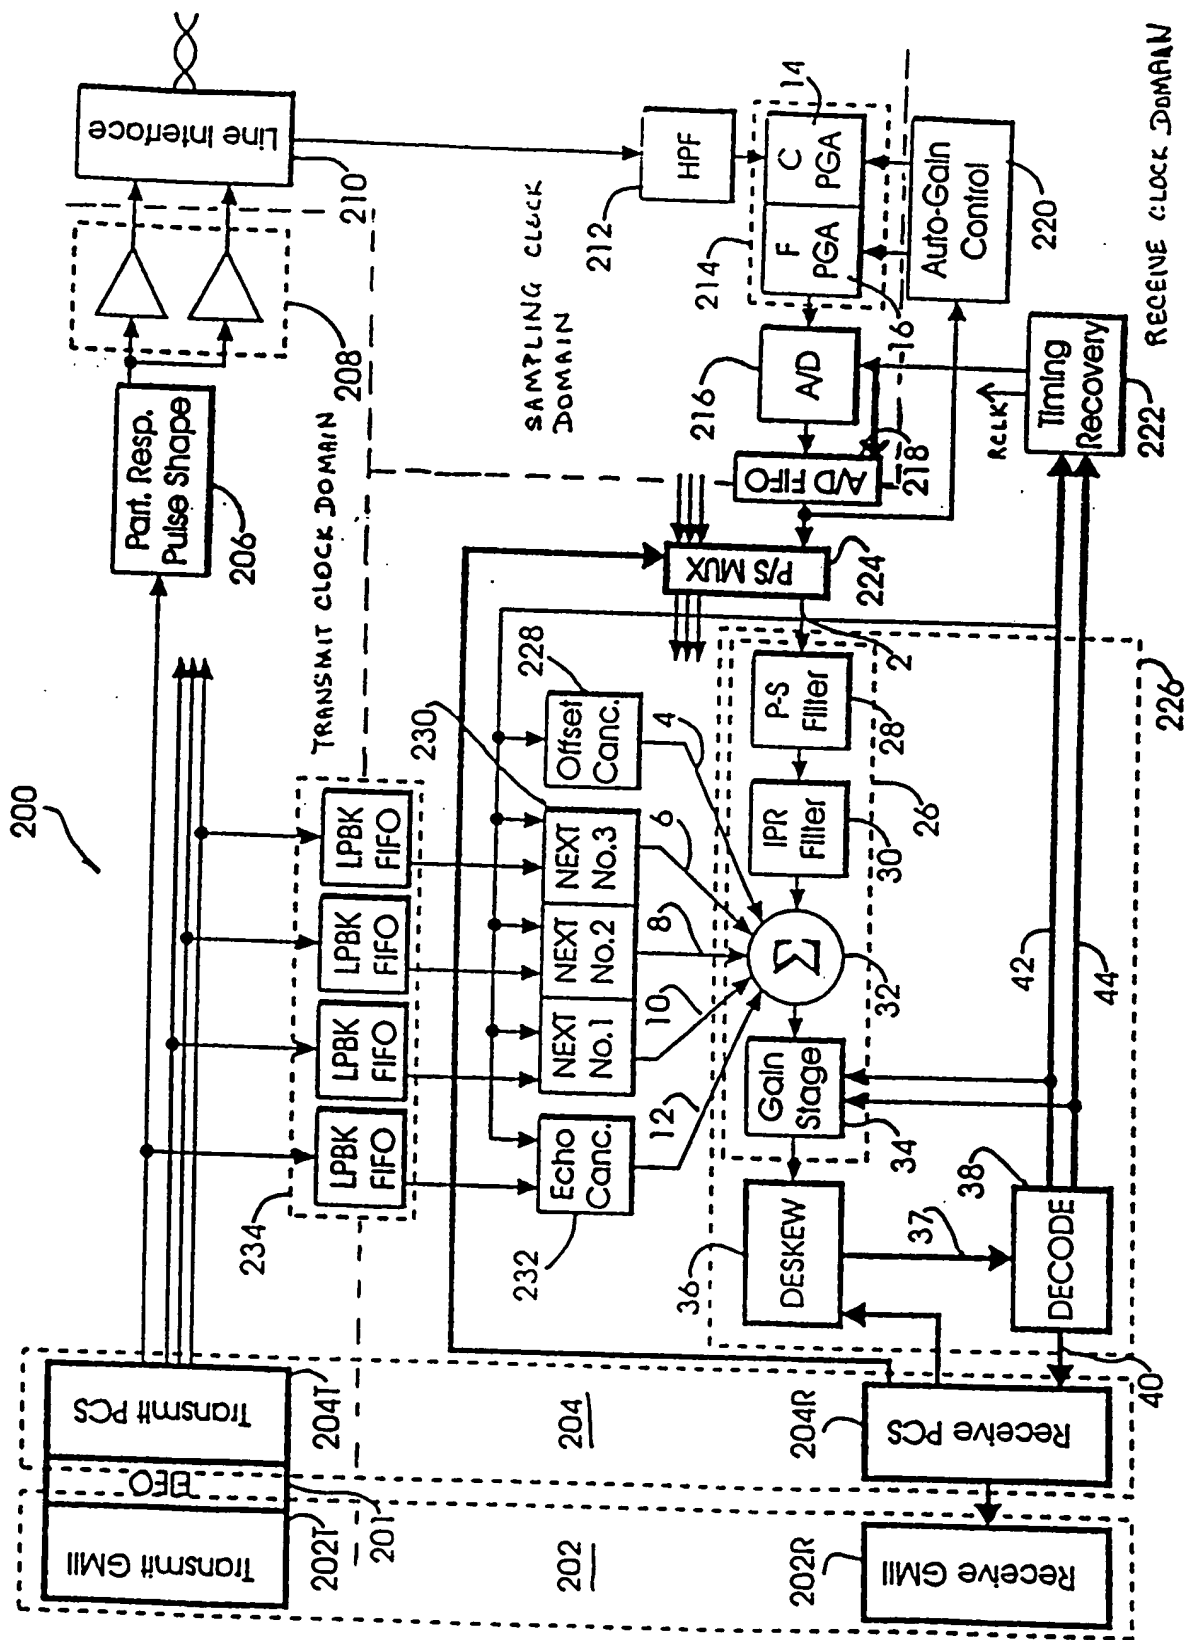 200
Transmit GMII
202T
FIFO
201
Transmit PCS
204T
Part. Resp.
Pulse Shape
206
208
Line Interface
210
TRANSMIT CLOCK DOMAIN
234
LPBK
FIFO
LPBK
FIFO
LPBK
FIFO
LPBK
FIFO
SAMPLING CLOCK
DOMAIN
HPF
212
202
204
Echo
Canc.
232
NEXT
No.1
NEXT
No.2
NEXT
No.3
230
Offset
Canc.
228
12
10
8
6
4
2
P/S MUX
224
A/D FIFO
218
A/D
216
214
F
PGA
16
C
PGA
14
36
DESKEW
Gain
Stage
34
Σ
32
IPR
Filter
30
P-S
Filter
28
26
37
Auto-Gain
Control
220
202R
Receive GMII
204R
Receive PCS
40
DECODE
38
42
44
RCLK
Timing
Recovery
222
226
RECEIVE CLOCK DOMAIN